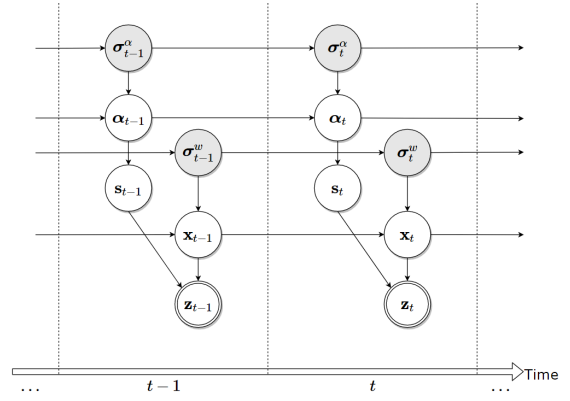 σ^α_{t−1} σ^α_t
α_{t−1} α_t
σ^w_{t−1} σ^w_t
s_{t−1} s_t
x_{t−1} x_t
z_{t−1} z_t
Time
... t − 1 t ...